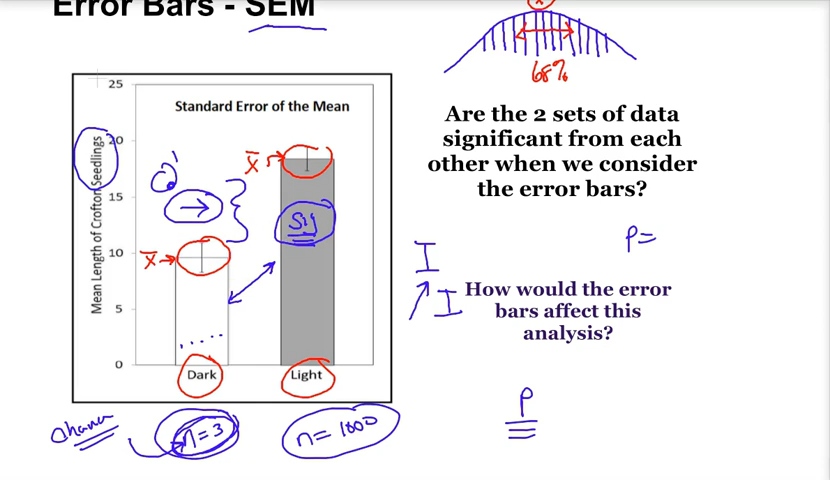 Error Bars - SEM
68%
Standard Error of the Mean
25
20
15
10
5
0
Mean Length of Crofton Seedlings
x̄
x̄
Sig
Dark
Light
n=3
n=1000
Are the 2 sets of data
significant from each
other when we consider
the error bars?
P=
How would the error
bars affect this
analysis?
P